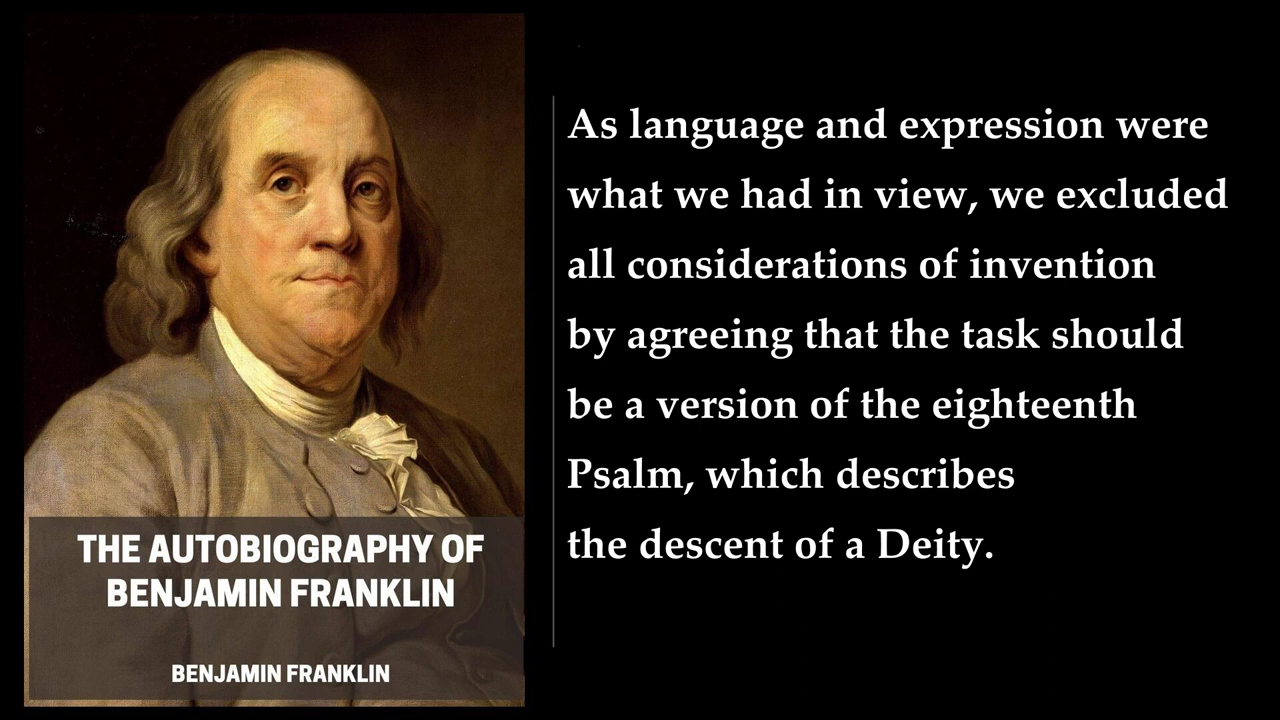 THE AUTOBIOGRAPHY OF
BENJAMIN FRANKLIN
BENJAMIN FRANKLIN
As language and expression were
what we had in view, we excluded
all considerations of invention
by agreeing that the task should
be a version of the eighteenth
Psalm, which describes
the descent of a Deity.